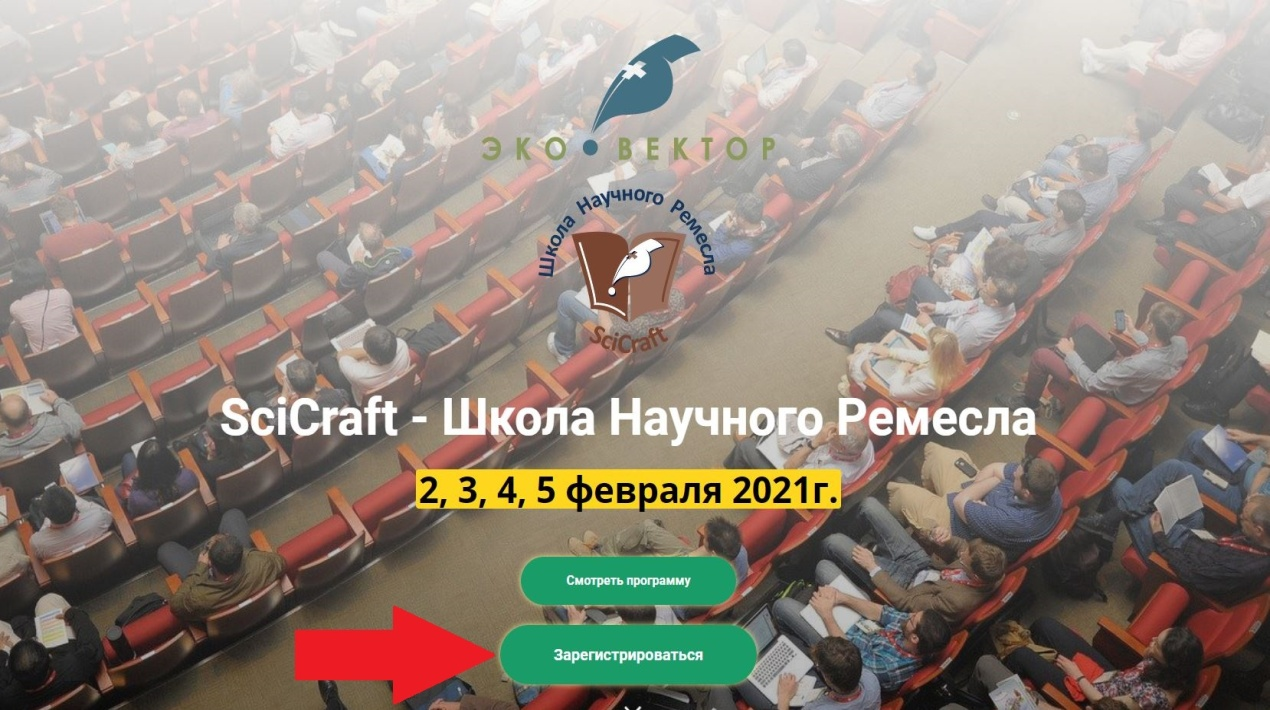 ЭКО ВЕКТОР
Школа Научного Ремесла
SciCraft
SciCraft - Школа Научного Ремесла
2, 3, 4, 5 февраля 2021г.
Смотреть программу
Зарегистрироваться